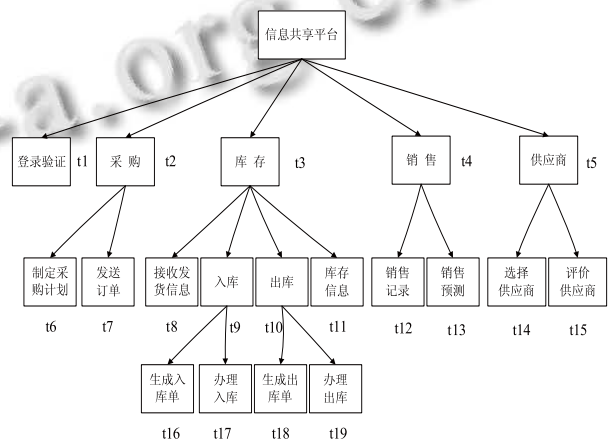 信息共享平台
登录验证 t1 采 购 t2 库 存 t3 销 售 t4 供应商 t5
制定采 发送 接收发 入库 出库 库存 销售 销售 选择 评价
购计划 订单 货信息 信息 记录 预测 供应商 供应商
t6 t7 t8 t9 t10 t11 t12 t13 t14 t15
生成入 办理 生成出 办理
库单 入库 库单 出库
t16 t17 t18 t19